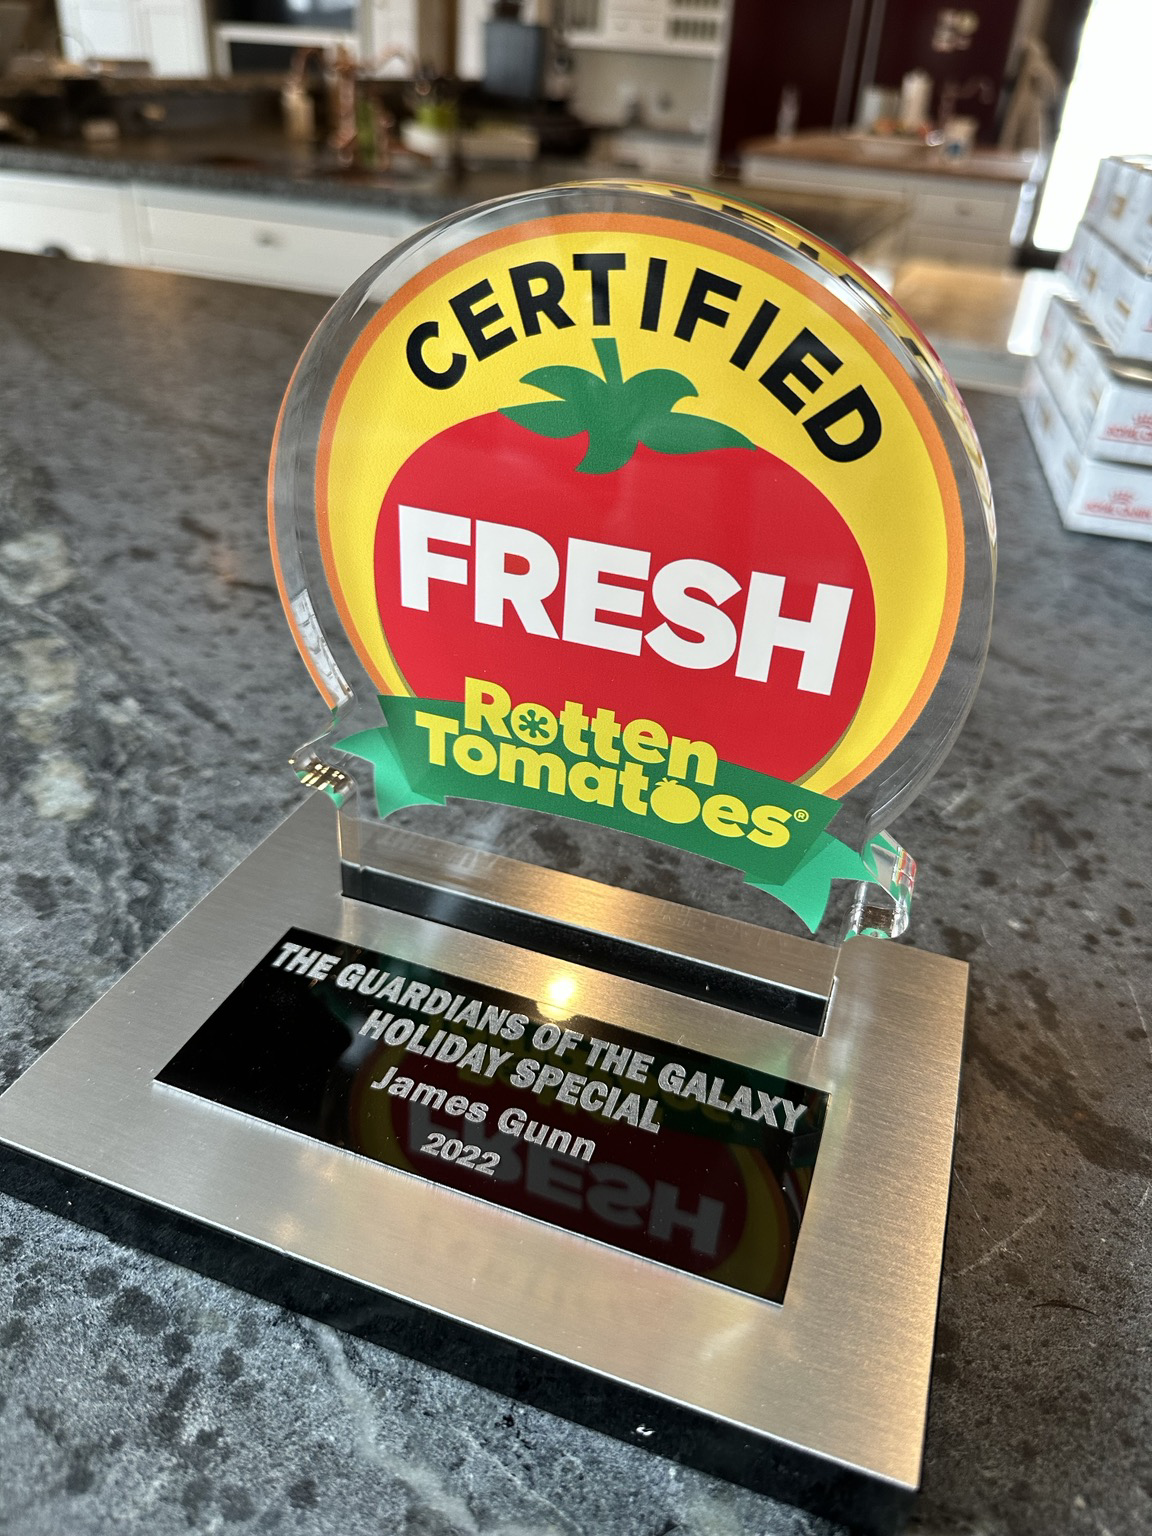 CERTIFIED
FRESH
Rotten
Tomatoes®
THE GUARDIANS OF THE GALAXY
HOLIDAY SPECIAL
James Gunn
2022